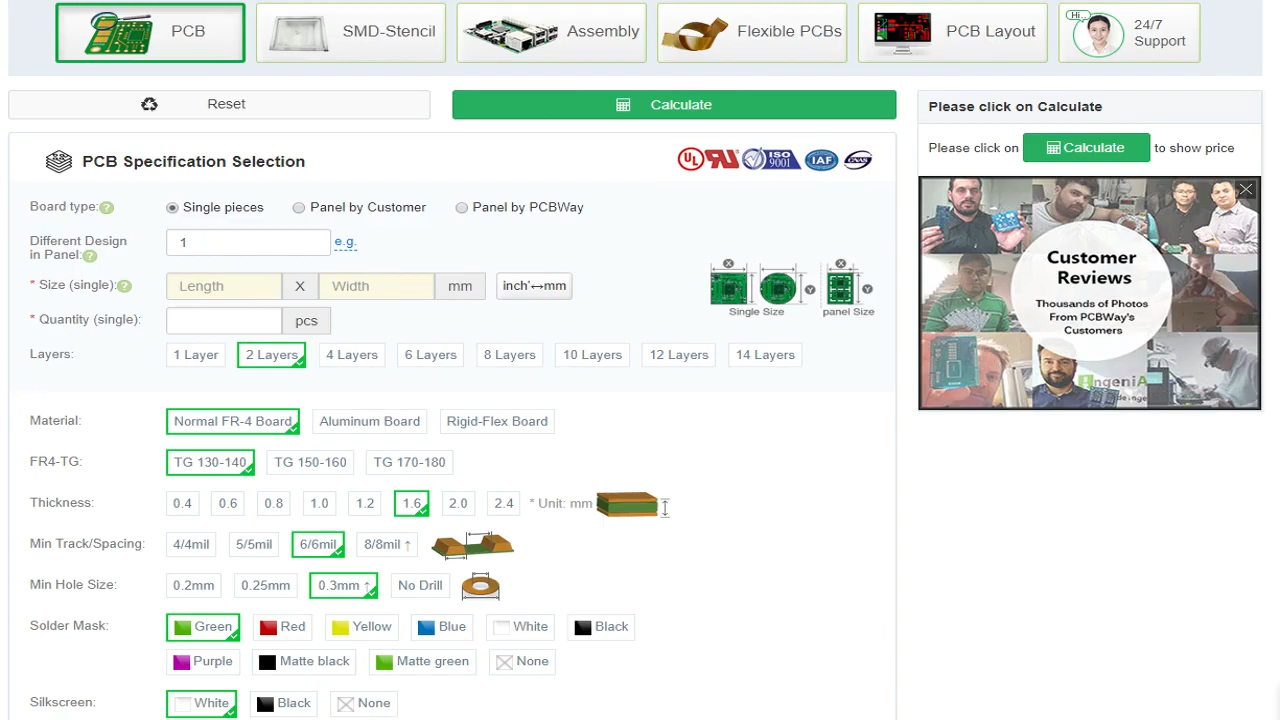 PCB
SMD-Stencil
Assembly
Flexible PCBs
PCB Layout
Hi..
24/7
Support
Reset
Calculate
PCB Specification Selection
UL
ISO
9001
IAF
CNAS
Board type:?
Single pieces
Panel by Customer
Panel by PCBWay
Different Design
in Panel:?
1
e.g.
* Size (single):?
Length
X
Width
mm
inch'↔mm
* Quantity (single):
pcs
X
Y
Single Size
X
Y
panel Size
Layers:
1 Layer
2 Layers
4 Layers
6 Layers
8 Layers
10 Layers
12 Layers
14 Layers
Material:
Normal FR-4 Board
Aluminum Board
Rigid-Flex Board
FR4-TG:
TG 130-140
TG 150-160
TG 170-180
Thickness:
0.4
0.6
0.8
1.0
1.2
1.6
2.0
2.4
* Unit: mm
Min Track/Spacing:
4/4mil
5/5mil
6/6mil
8/8mil ↑
Min Hole Size:
0.2mm
0.25mm
0.3mm ↑
No Drill
Solder Mask:
Green
Red
Yellow
Blue
White
Black
Purple
Matte black
Matte green
None
Silkscreen:
White
Black
None
Please click on Calculate
Please click on Calculate to show price
Customer
Reviews
Thousands of Photos
From PCBWay's
Customers
ingeniA